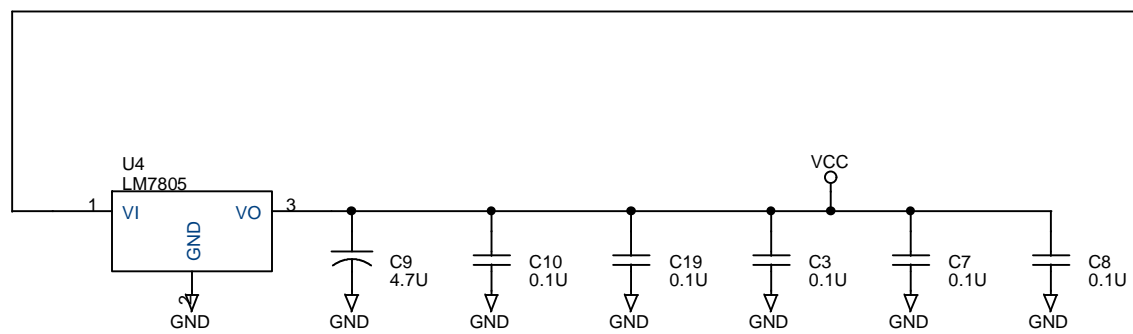 VCC
U4
LM7805
1
VI
VO
3
GND
2
C9
4.7U
C10
0.1U
C19
0.1U
C3
0.1U
C7
0.1U
C8
0.1U
GND
GND
GND
GND
GND
GND
GND